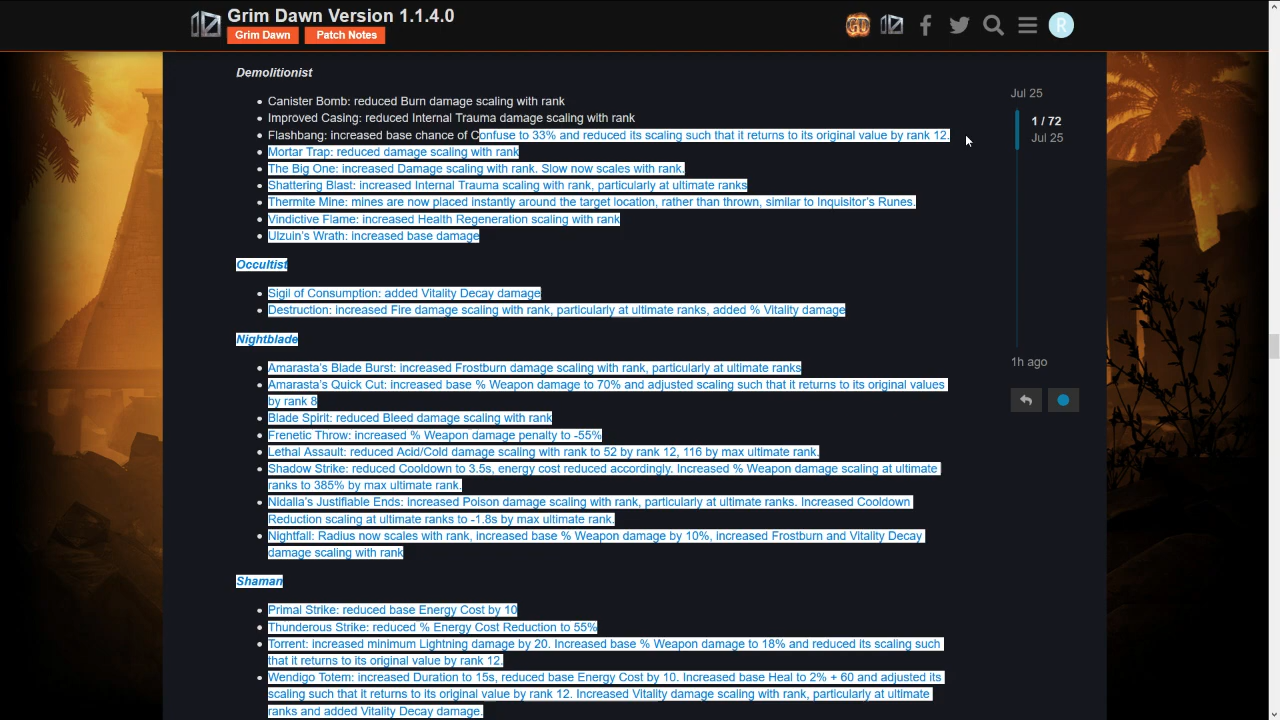 Grim Dawn Version 1.1.4.0
Grim Dawn Patch Notes
GD
R
Demolitionist
Canister Bomb: reduced Burn damage scaling with rank
Improved Casing: reduced Internal Trauma damage scaling with rank
Flashbang: increased base chance of Confuse to 33% and reduced its scaling such that it returns to its original value by rank 12.
Mortar Trap: reduced damage scaling with rank
The Big One: increased Damage scaling with rank. Slow now scales with rank.
Shattering Blast: increased Internal Trauma scaling with rank, particularly at ultimate ranks
Thermite Mine: mines are now placed instantly around the target location, rather than thrown, similar to Inquisitor's Runes.
Vindictive Flame: increased Health Regeneration scaling with rank
Ulzuin's Wrath: increased base damage
Occultist
Sigil of Consumption: added Vitality Decay damage
Destruction: increased Fire damage scaling with rank, particularly at ultimate ranks, added % Vitality damage
Nightblade
Amarasta's Blade Burst: increased Frostburn damage scaling with rank, particularly at ultimate ranks
Amarasta's Quick Cut: increased base % Weapon damage to 70% and adjusted scaling such that it returns to its original values
by rank 8
Blade Spirit: reduced Bleed damage scaling with rank
Frenetic Throw: increased % Weapon damage penalty to -55%
Lethal Assault: reduced Acid/Cold damage scaling with rank to 52 by rank 12, 116 by max ultimate rank.
Shadow Strike: reduced Cooldown to 3.5s, energy cost reduced accordingly. Increased % Weapon damage scaling at ultimate
ranks to 385% by max ultimate rank.
Nidalla's Justifiable Ends: increased Poison damage scaling with rank, particularly at ultimate ranks. Increased Cooldown
Reduction scaling at ultimate ranks to -1.8s by max ultimate rank.
Nightfall: Radius now scales with rank, increased base % Weapon damage by 10%, increased Frostburn and Vitality Decay
damage scaling with rank
Shaman
Primal Strike: reduced base Energy Cost by 10
Thunderous Strike: reduced % Energy Cost Reduction to 55%
Torrent: increased minimum Lightning damage by 20. Increased base % Weapon damage to 18% and reduced its scaling such
that it returns to its original value by rank 12.
Wendigo Totem: increased Duration to 15s, reduced base Energy Cost by 10. Increased base Heal to 2% + 60 and adjusted its
scaling such that it returns to its original value by rank 12. Increased Vitality damage scaling with rank, particularly at ultimate
ranks and added Vitality Decay damage.
Jul 25
1 / 72
Jul 25
1h ago